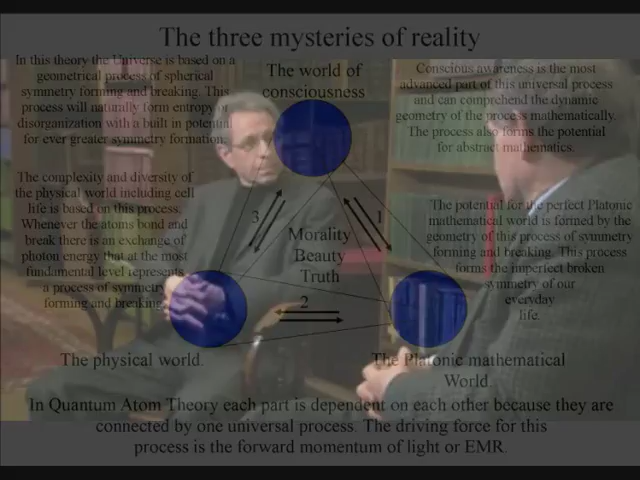 The three mysteries of reality
In this theory the Universe is based on a
geometrical process of spherical
symmetry forming and breaking. This
process will naturally form entropy or
disorganization with a built in potential
for ever greater symmetry formation.
The world of
consciousness
Conscious awareness is the most
advanced part of this universal process
and can comprehend the dynamic
geometry of the process mathematically.
The process also forms the potential
for abstract mathematics.
The complexity and diversity of
the physical world including cell
life is based on this process.
Whenever the atoms bond and
break there is an exchange of
photon energy that at the most
fundamental level represents
a process of symmetry
forming and breaking.
3
1
Morality
Beauty
Truth
2
The potential for the perfect Platonic
mathematical world is formed by the
geometry of this process of symmetry
forming and breaking. This process
forms the imperfect broken
symmetry of our
everyday
life.
The physical world.
The Platonic mathematical
World.
In Quantum Atom Theory each part is dependent on each other because they are
connected by one universal process. The driving force for this
process is the forward momentum of light or EMR.